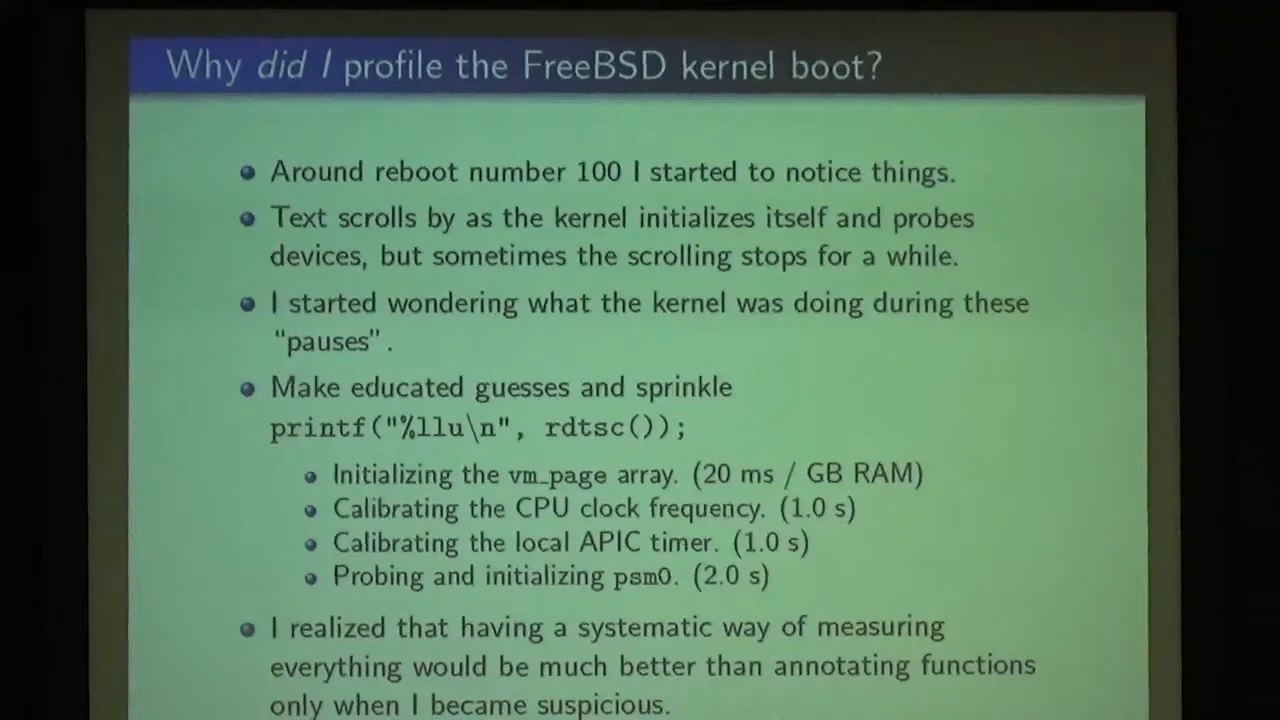 Why did I profile the FreeBSD kernel boot?
Around reboot number 100 I started to notice things.
Text scrolls by as the kernel initializes itself and probes
devices, but sometimes the scrolling stops for a while.
I started wondering what the kernel was doing during these
“pauses”.
Make educated guesses and sprinkle
printf("%llu\n", rdtsc());
Initializing the vm_page array. (20 ms / GB RAM)
Calibrating the CPU clock frequency. (1.0 s)
Calibrating the local APIC timer. (1.0 s)
Probing and initializing psm0. (2.0 s)
I realized that having a systematic way of measuring
everything would be much better than annotating functions
only when I became suspicious.